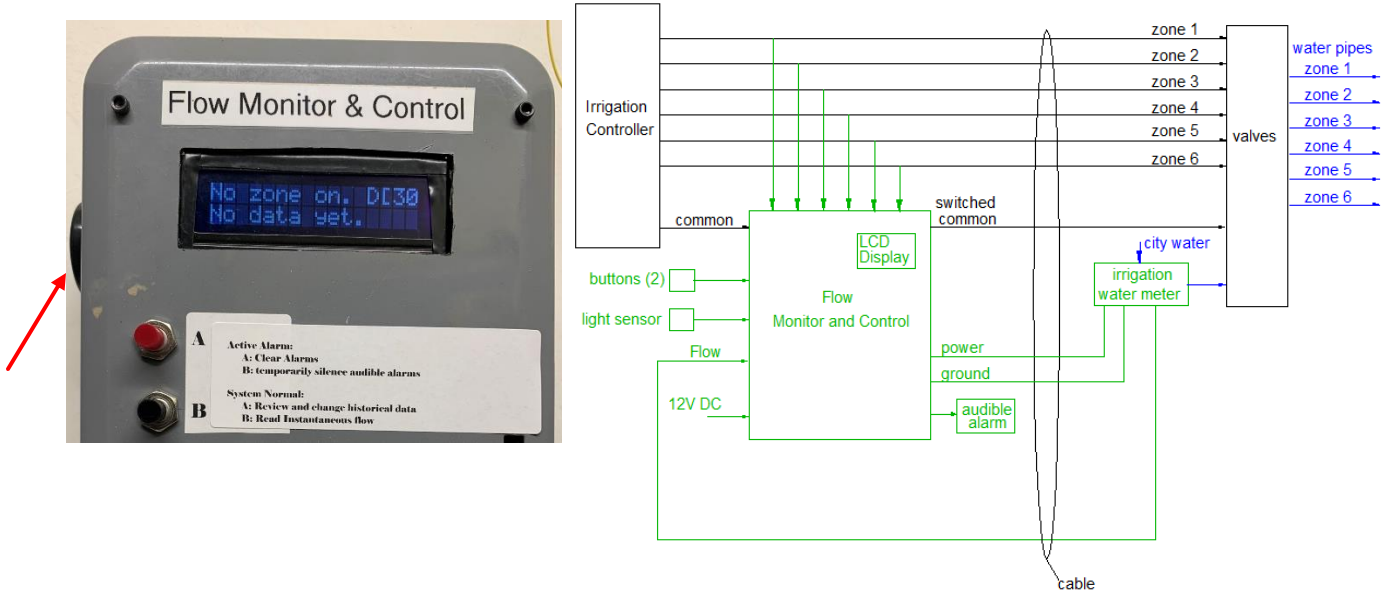 Flow Monitor & Control
No zone on. D[30
No data yet.
A
Active Alarm:
A: Clear Alarms
B: temporarily silence audible alarms
System Normal:
B
A: Review and change historical data
B: Read Instantaneous flow
Irrigation
Controller
zone 1
zone 2
zone 3
zone 4
zone 5
zone 6
common
switched
common
valves
water pipes
zone 1
zone 2
zone 3
zone 4
zone 5
zone 6
LCD
Display
buttons (2)
light sensor
Flow
12V DC
Flow
Monitor and Control
power
ground
audible
alarm
city water
irrigation
water meter
cable